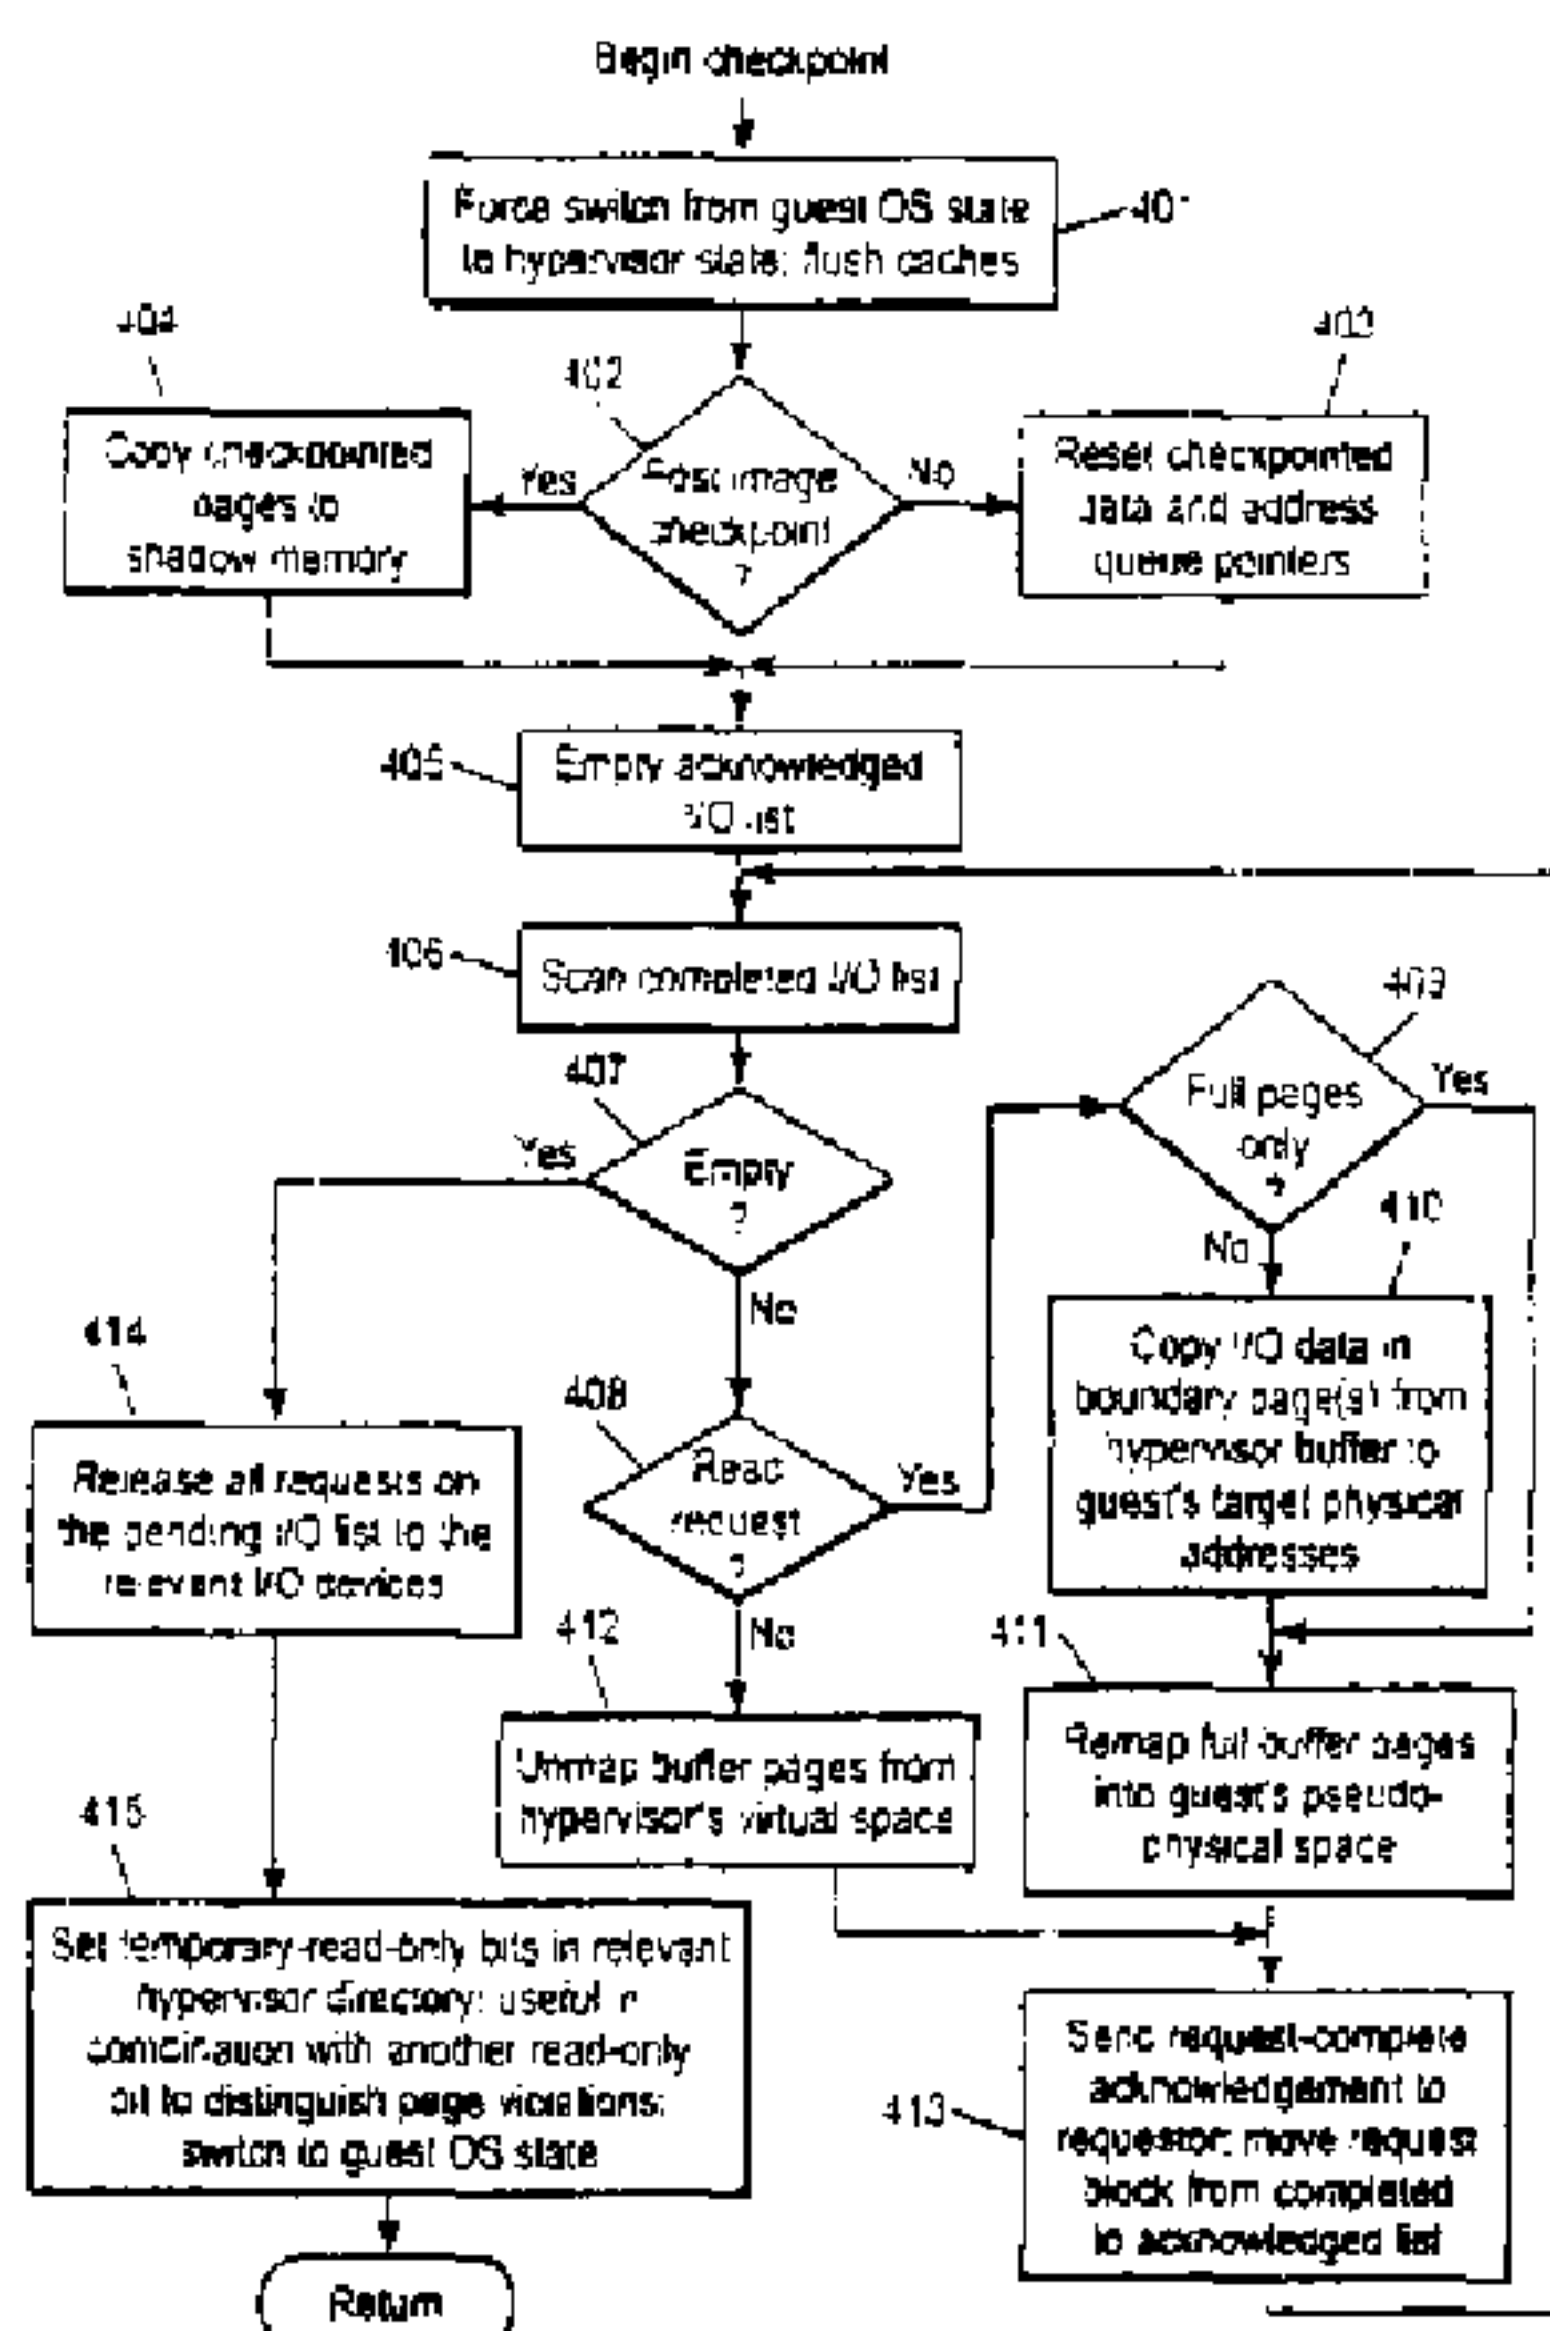 Begin checkpoint
Force switch from guest OS state
to hypervisor state; flush caches
401
404
403
402
Copy checkpointed
pages to
shadow memory
Yes
Post image
checkpoint
?
No
Reset checkpointed
data and address
queue pointers
405
Empty acknowledged
I/O list
406
Scan completed I/O list
409
407
Yes
Empty
?
No
Full pages
only
?
Yes
No
410
414
408
Copy I/O data in
boundary page(s) from
hypervisor buffer to
guest's target physical
addresses
Release all requests on
the pending I/O list to the
relevant I/O devices
Read
request
?
Yes
No
412
411
Unmap buffer pages from
hypervisor's virtual space
Remap full buffer pages
into guest's pseudo-
physical space
415
Set temporary-read-only bits in relevant
hypervisor directory; useful in
combination with another read-only
bit to distinguish page violations;
switch to guest OS state
413
Send request-complete
acknowledgement to
requestor; move request
block from completed
to acknowledged list
Return